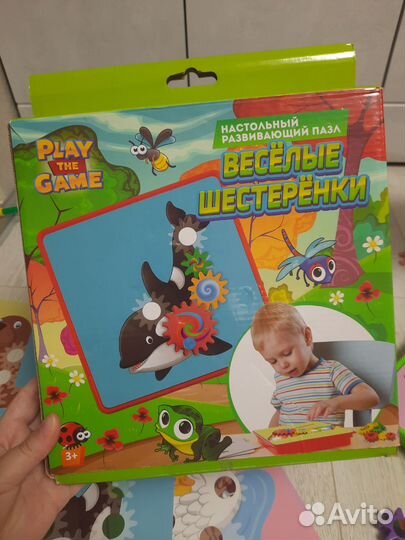 PLAY
THE
GAME
НАСТОЛЬНЫЙ
РАЗВИВАЮЩИЙ ПАЗЛ
ВЕСЁЛЫЕ
ШЕСТЕРЁНКИ
3+
Avito